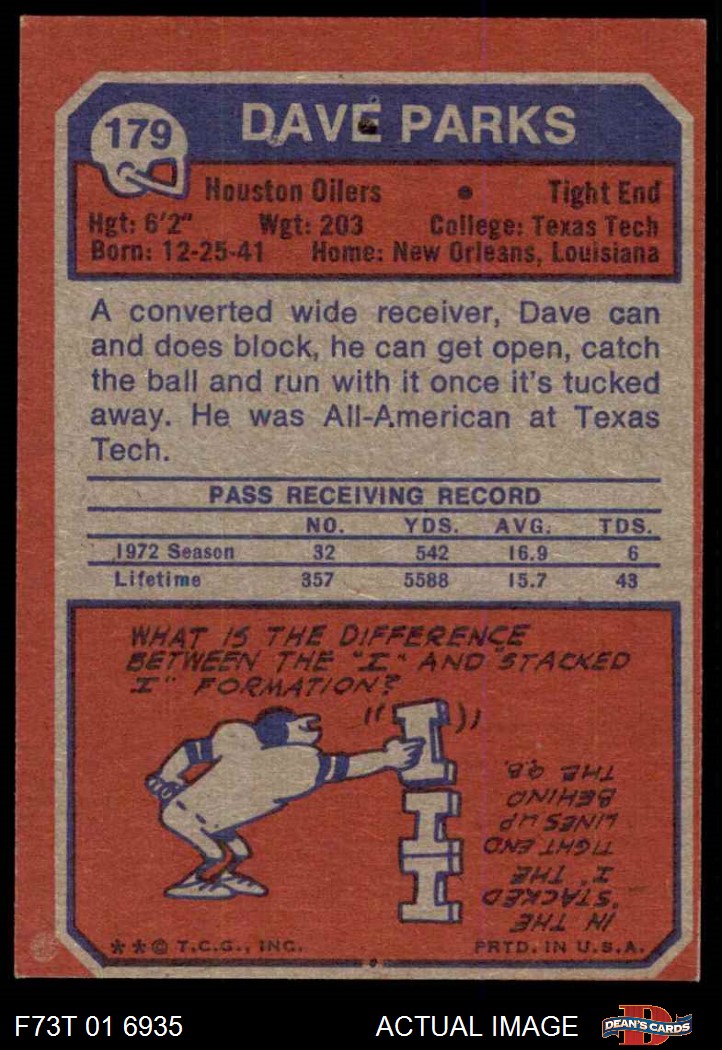 179
DAVE PARKS
Houston Oilers • Tight End
Hgt: 6'2" Wgt: 203 College: Texas Tech
Born: 12-25-41 Home: New Orleans, Louisiana
A converted wide receiver, Dave can
and does block, he can get open, catch
the ball and run with it once it's tucked
away. He was All-American at Texas
Tech.
PASS RECEIVING RECORD
NO. YDS. AVG. TDS.
1972 Season 32 542 16.9 6
Lifetime 357 5588 15.7 43
WHAT IS THE DIFFERENCE
BETWEEN THE "I" AND "STACKED
I" FORMATION?
I
I
I
IN THE
"STACKED
I", THE
TIGHT END
LINES UP
BEHIND
THE QB.
**© T.C.G., INC. PRTD. IN U.S.A.
F73T 01 6935 ACTUAL IMAGE
D
DEAN'S CARDS